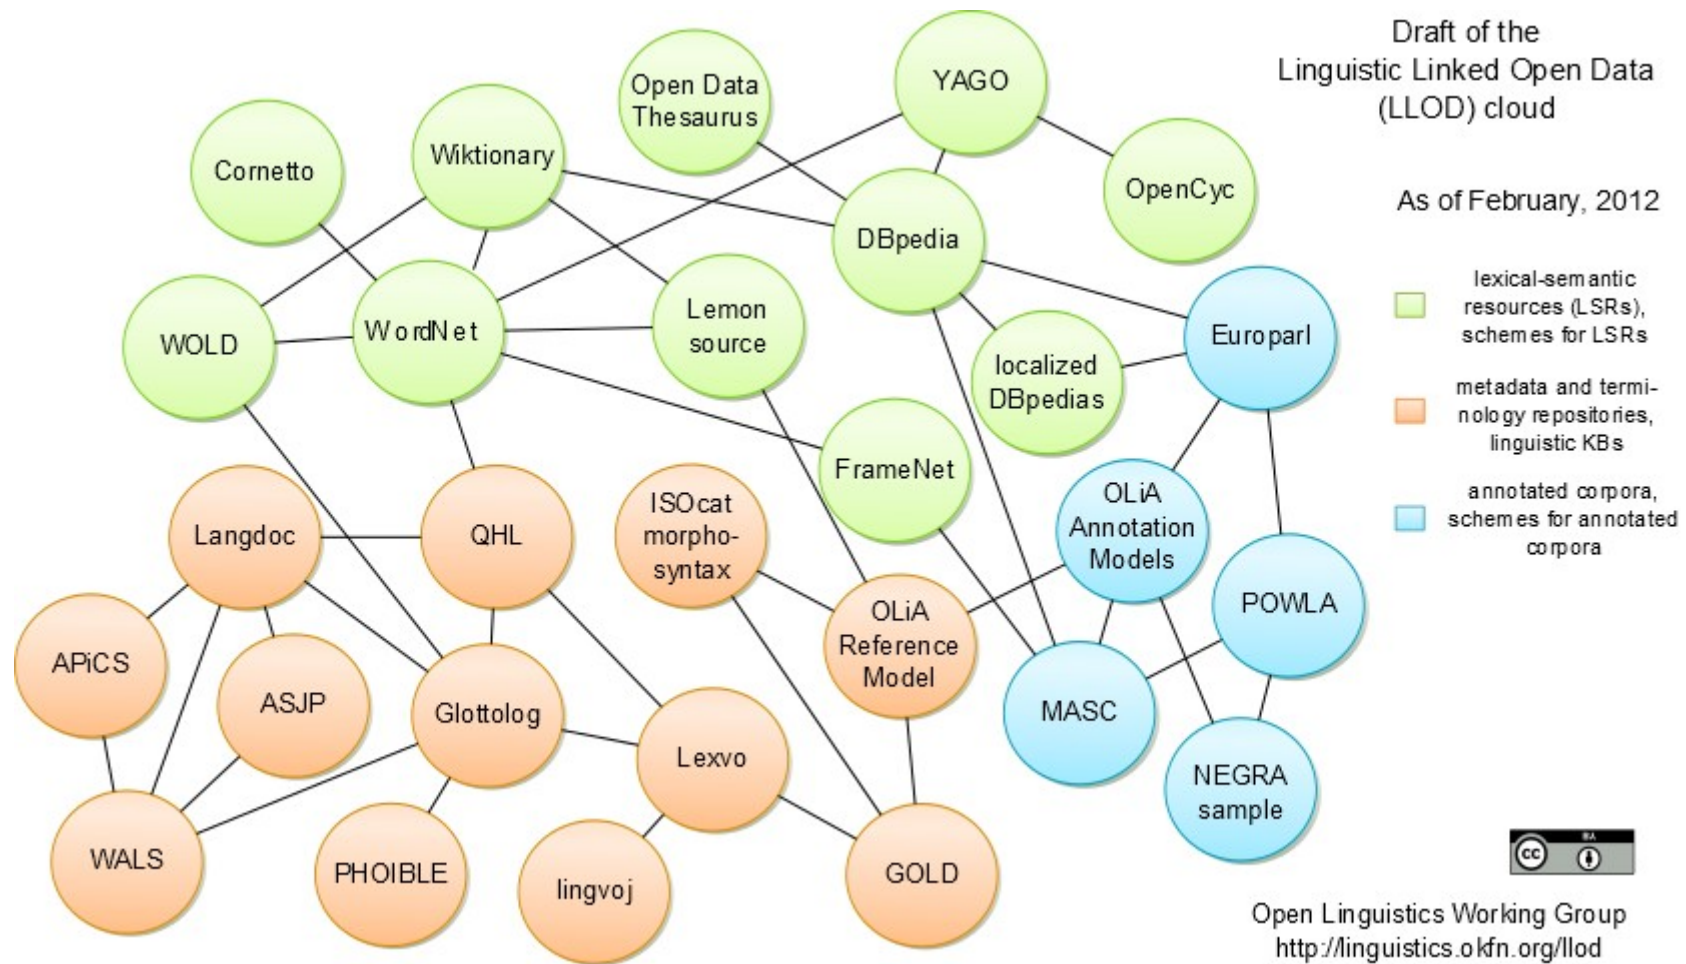 Draft of the
Linguistic Linked Open Data
(LLOD) cloud
As of February, 2012
lexical-semantic
resources (LSRs),
schemes for LSRs
metadata and termi-
nology repositories,
linguistic KBs
annotated corpora,
schemes for annotated
corpora
Open Data
Thesaurus
YAGO
Cornetto
Wiktionary
OpenCyc
DBpedia
WOLD
WordNet
Lemon
source
Europarl
localized
DBpedias
FrameNet
Langdoc
QHL
ISOcat
morpho-
syntax
OLiA
Annotation
Models
POWLA
OLiA
Reference
Model
APiCS
ASJP
Glottolog
Lexvo
MASC
NEGRA
sample
WALS
PHOIBLE
lingvoj
GOLD
cc
BA
Open Linguistics Working Group
http://linguistics.okfn.org/llod